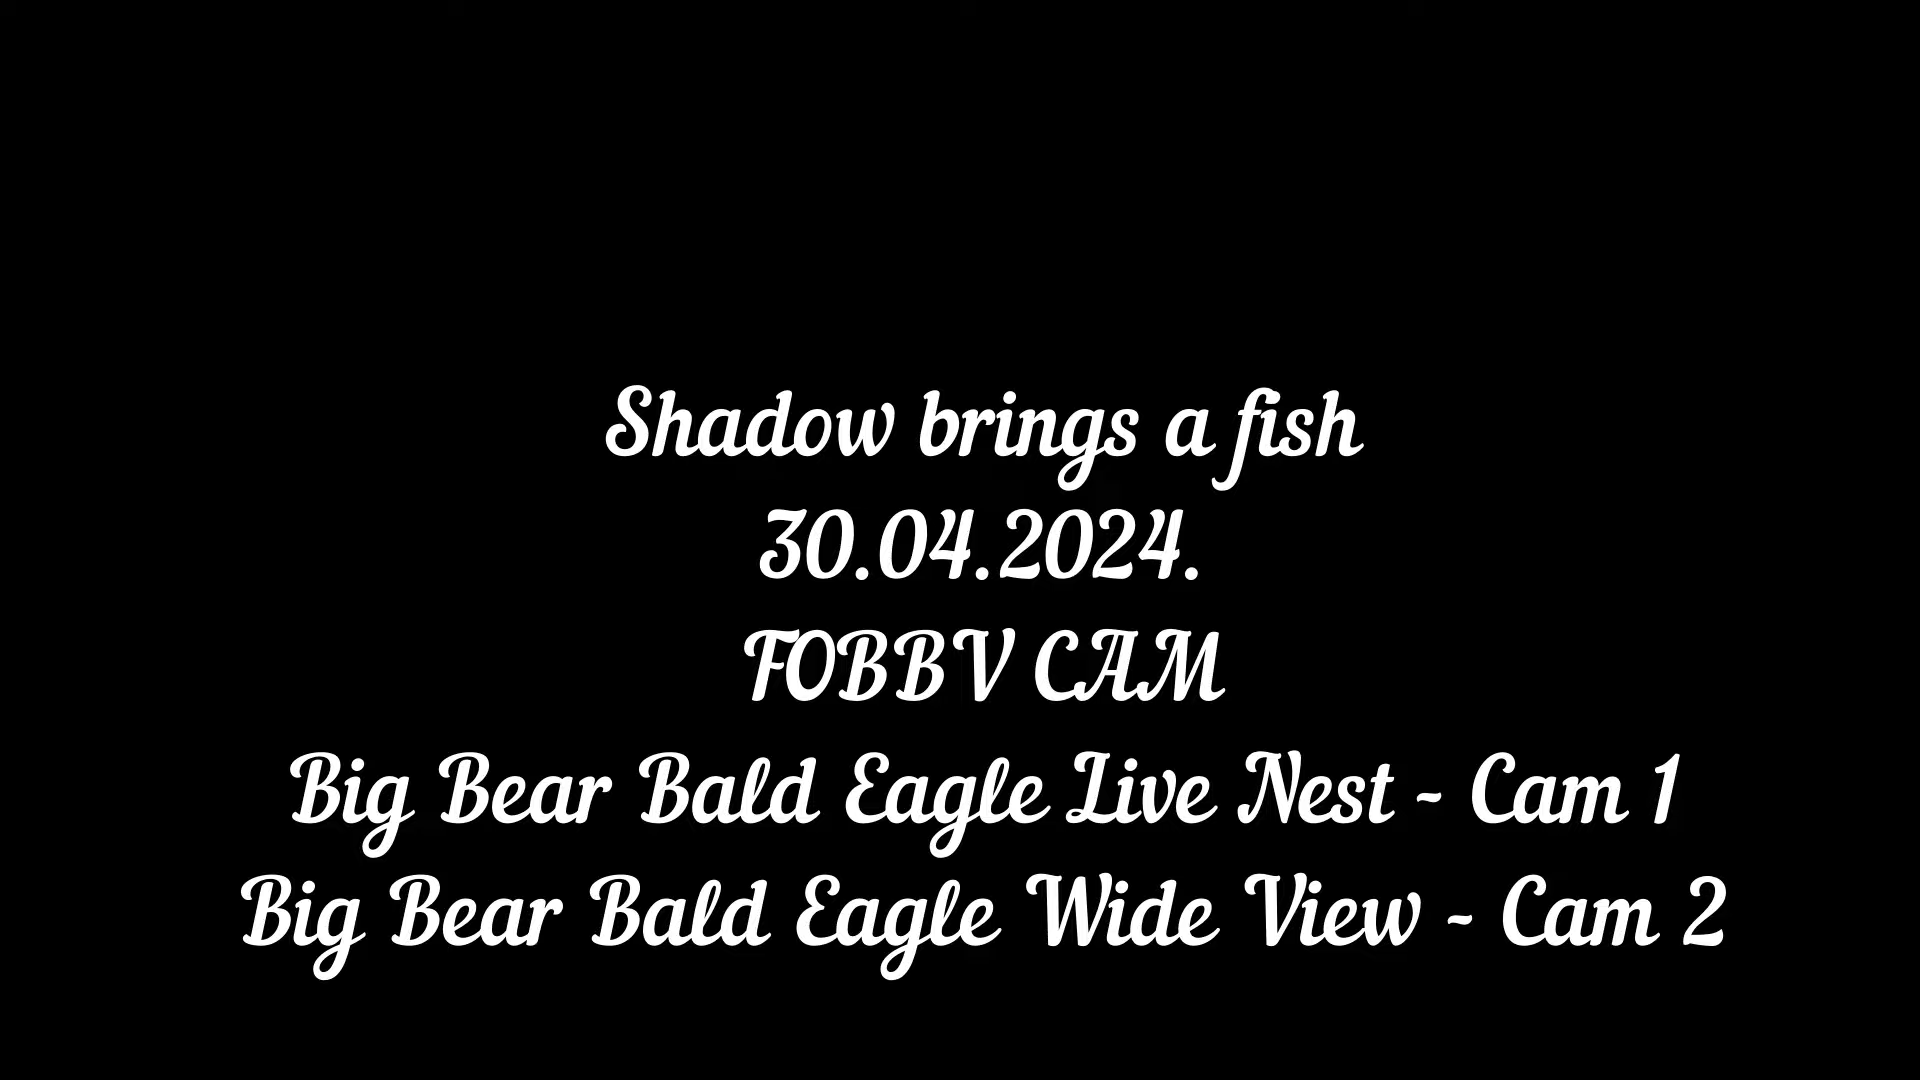 Shadow brings a fish
30.04.2024.
FOBBV CAM
Big Bear Bald Eagle Live Nest - Cam 1
Big Bear Bald Eagle Wide View - Cam 2